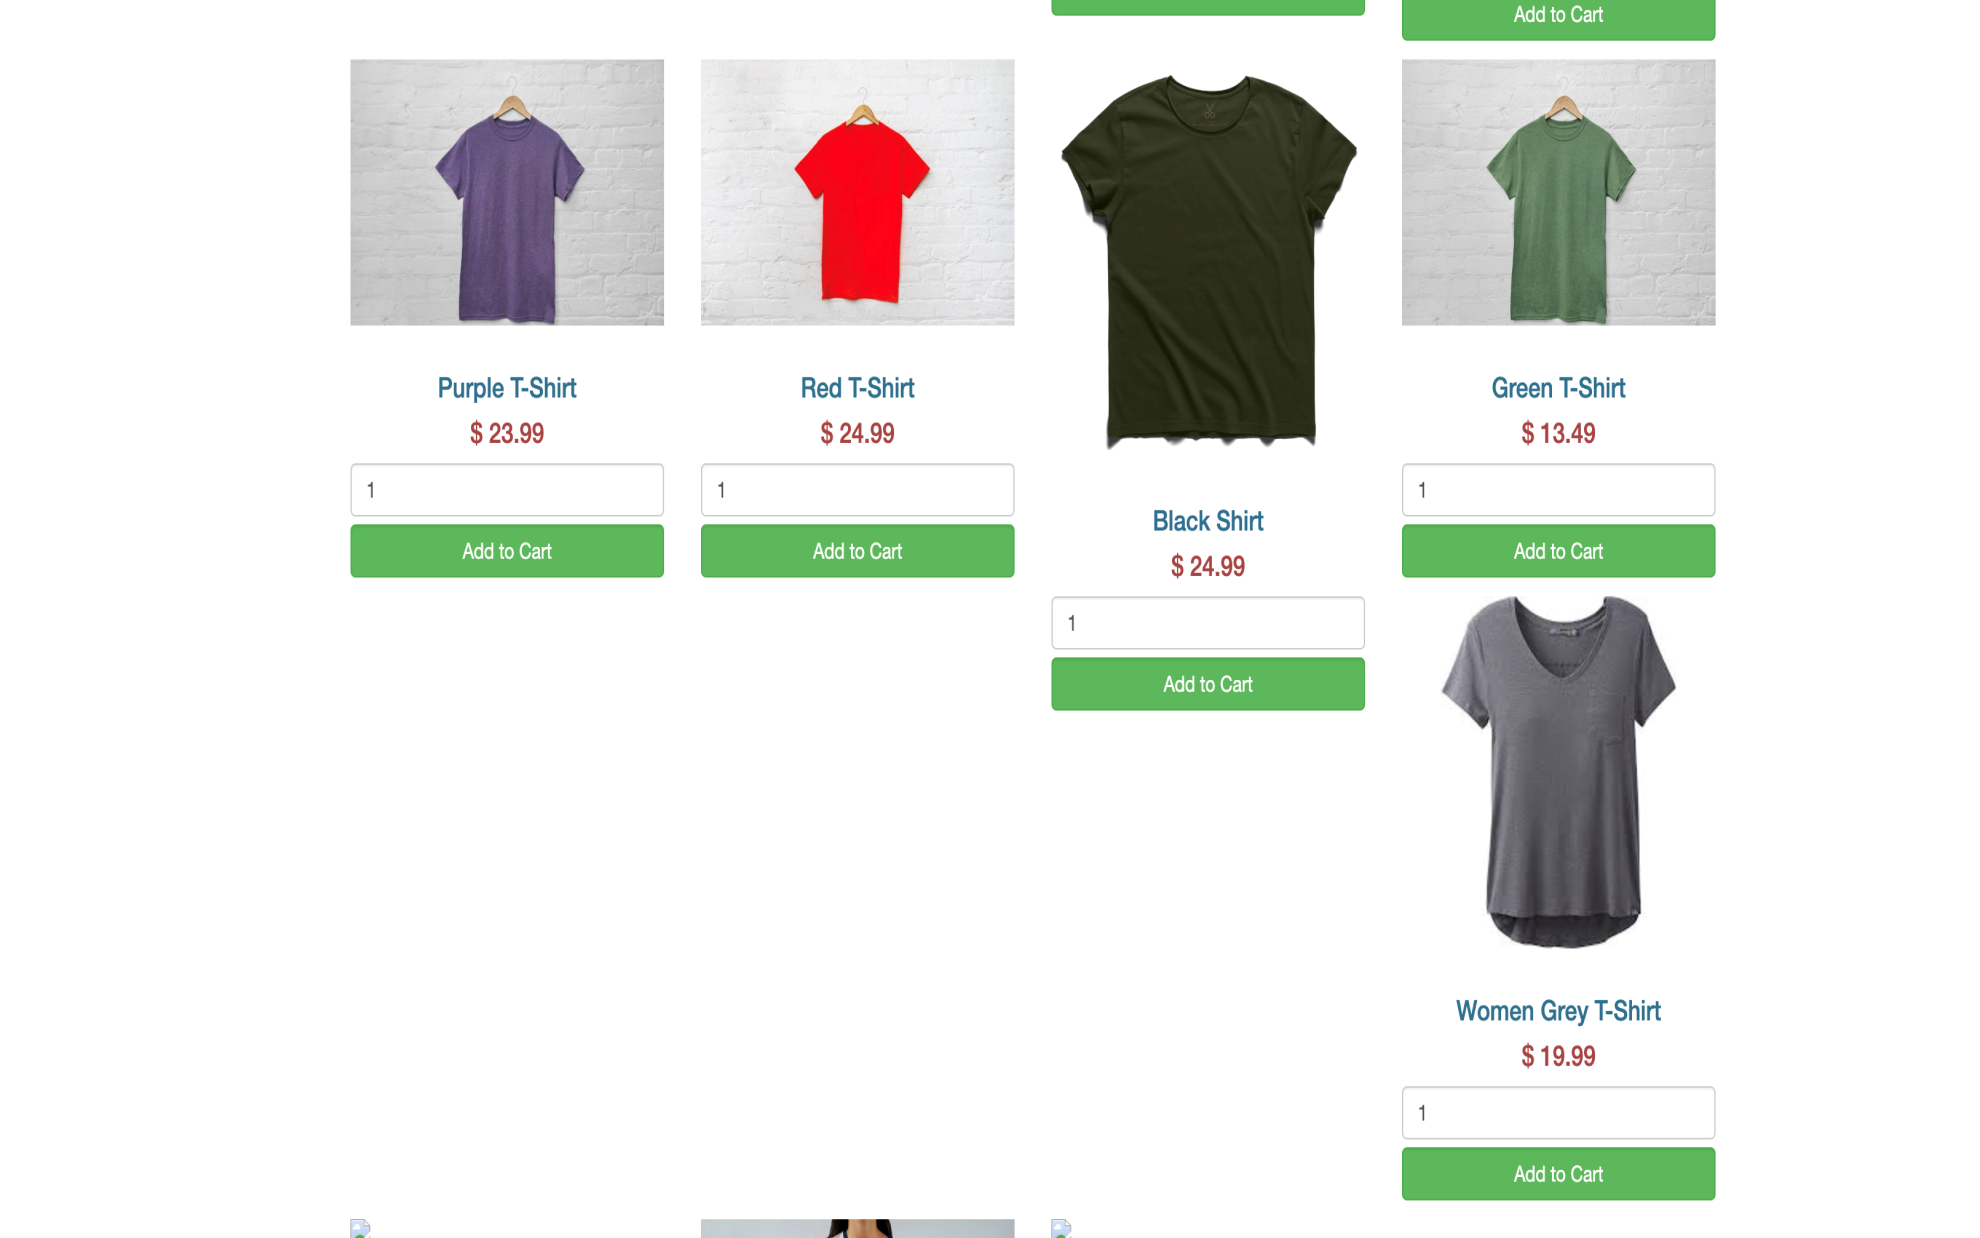 Add to Cart
Purple T-Shirt
$ 23.99
1
Add to Cart
Red T-Shirt
$ 24.99
1
Add to Cart
Black Shirt
$ 24.99
1
Add to Cart
Green T-Shirt
$ 13.49
1
Add to Cart
Women Grey T-Shirt
$ 19.99
1
Add to Cart